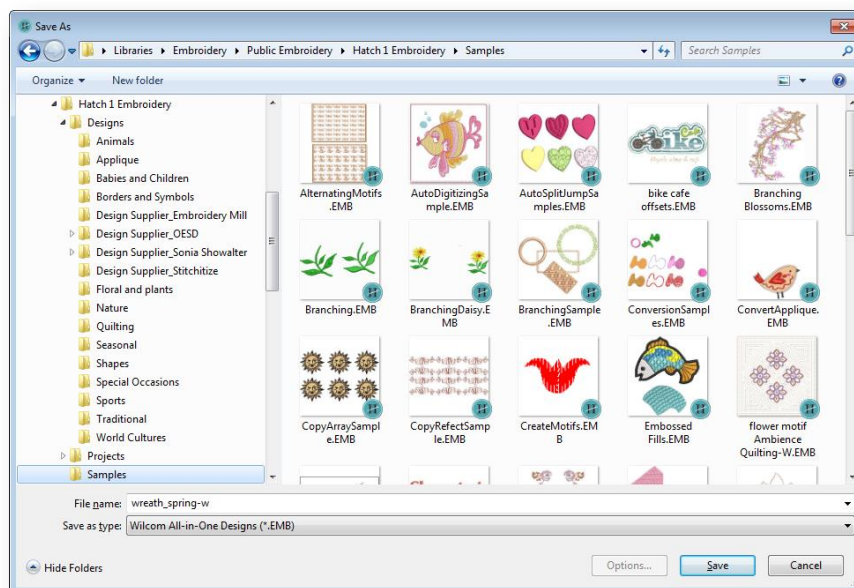 Save As
Libraries Embroidery Public Embroidery Hatch 1 Embroidery Samples
Search Samples
Organize New folder
Hatch 1 Embroidery
Designs
Animals
Applique
Babies and Children
Borders and Symbols
Design Supplier_Embroidery Mill
Design Supplier_OESD
Design Supplier_Sonia Showalter
Design Supplier_Stitchitize
Floral and plants
Nature
Quilting
Seasonal
Shapes
Special Occasions
Sports
Traditional
World Cultures
Projects
Samples
AlternatingMotifs
.EMB
AutoDigitizingSa
mple.EMB
AutoSplitJumpSa
mples.EMB
bike
bike cafe
offsets.EMB
Branching
Blossoms.EMB
Branching.EMB
BranchingDaisy.E
MB
BranchingSample
.EMB
ConversionSampl
es.EMB
ConvertApplique.
EMB
CopyArraySampl
e.EMB
CopyRefectSamp
le.EMB
CreateMotifs.EM
B
Embossed
Fills.EMB
flower motif
Ambience
Quilting-W.EMB
File name: wreath_spring-w
Save as type: Wilcom All-in-One Designs (*.EMB)
Hide Folders
Options... Save Cancel